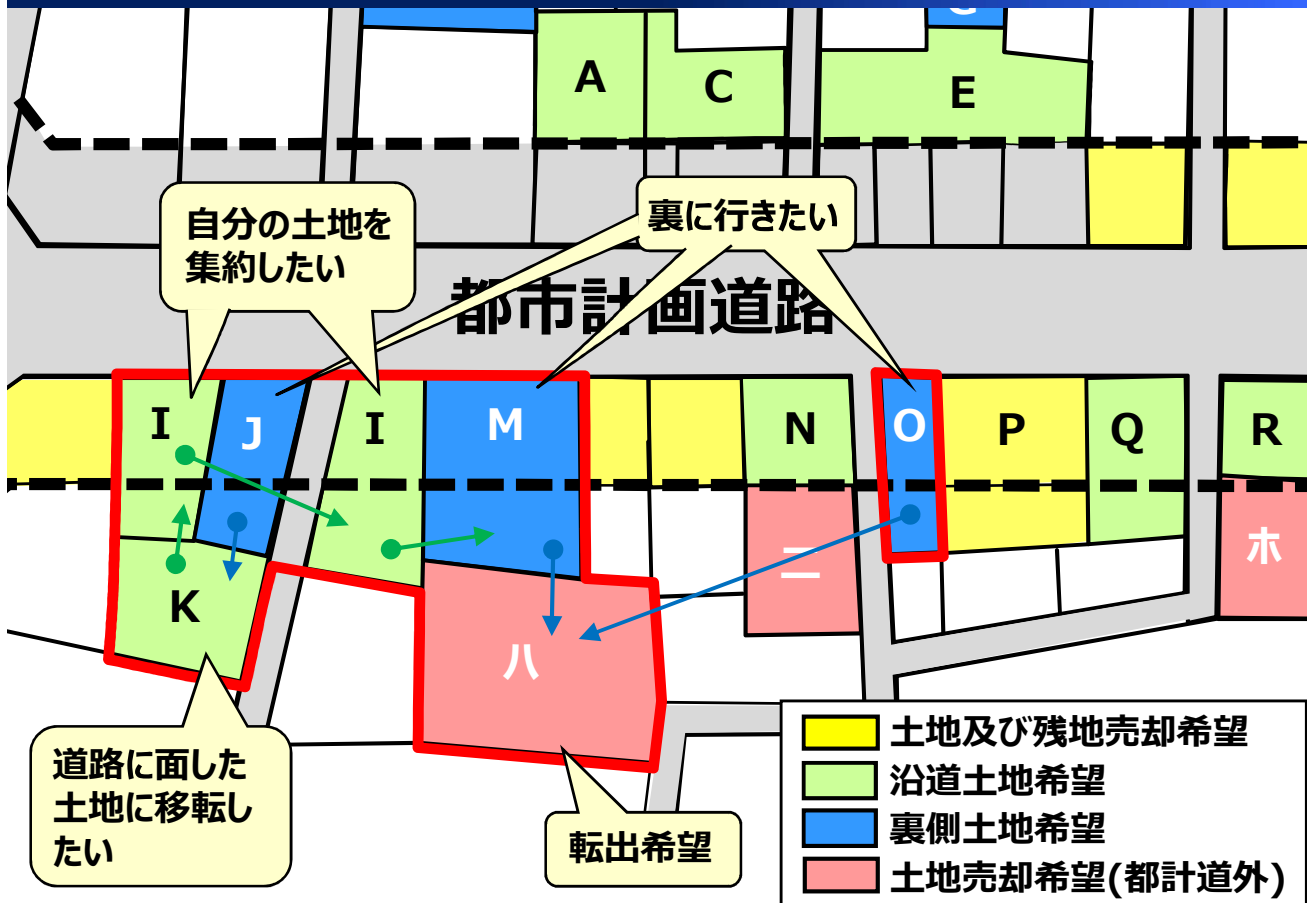 G
A
C
E
自分の土地を
集約したい
裏に行きたい
都市計画道路
I
J
I
M
N
O
P
Q
R
K
ハ
ニ
ホ
道路に面した
土地に移転し
たい
転出希望
土地及び残地売却希望
沿道土地希望
裏側土地希望
土地売却希望(都計道外)